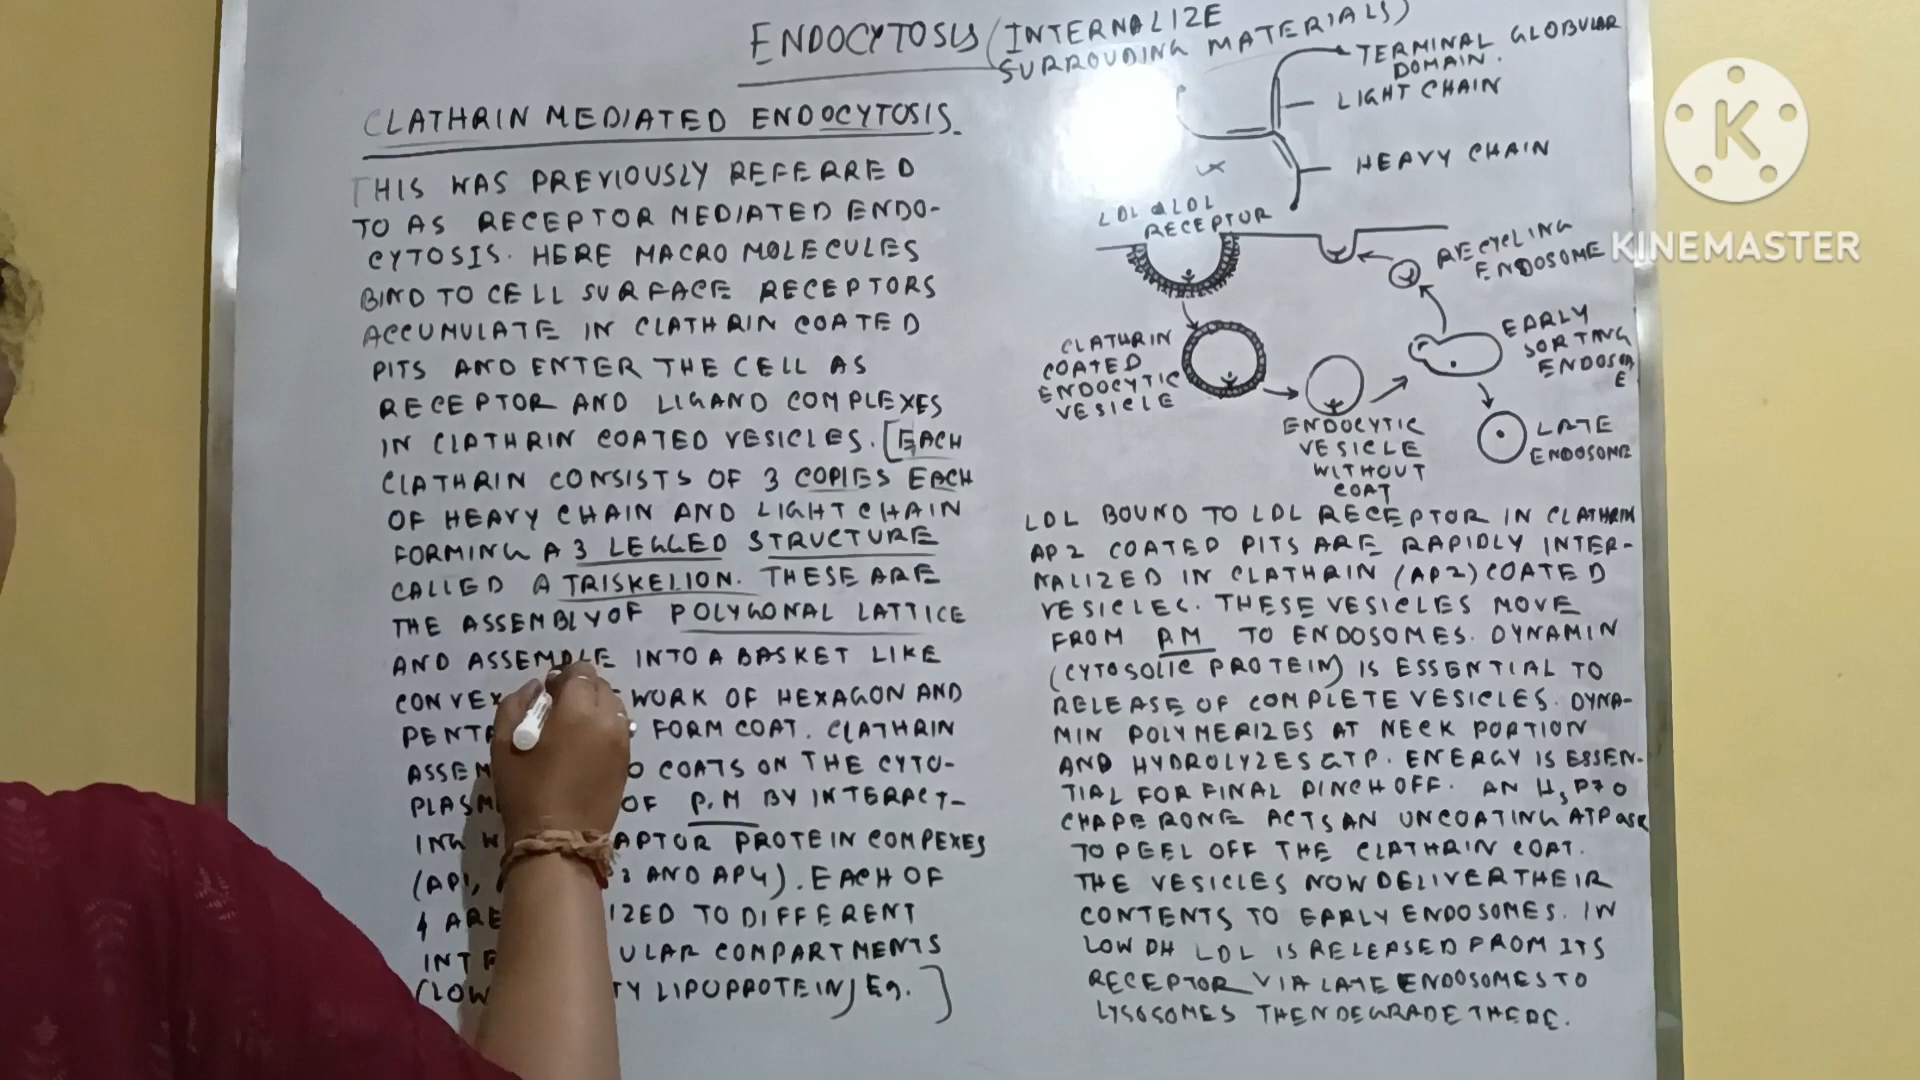 ENDOCYTOSIS (INTERNALIZE
SURROUDING MATERIALS)
CLATHRIN MEDIATED ENDOCYTOSIS.
THIS WAS PREVIOUSLY REFERRED
TO AS RECEPTOR MEDIATED ENDO-
CYTOSIS. HERE MACROMOLECULES
BIND TO CELL SURFACE RECEPTORS
ACCUMULATE IN CLATHRIN COATED
PITS AND ENTER THE CELL AS
RECEPTOR AND LIGAND COMPLEXES
IN CLATHRIN COATED VESICLES. [EACH
CLATHRIN CONSISTS OF 3 COPIES EACH
OF HEAVY CHAIN AND LIGHT CHAIN
FORMING A 3 LEGGED STRUCTURE
CALLED A TRISKELION. THESE ARE
THE ASSEMBLY OF POLYGONAL LATTICE
AND ASSEMBLE INTO A BASKET LIKE
CONVEX WORK OF HEXAGON AND
PENTA FORM COAT. CLATHRIN
ASSEM COATS ON THE CYTO-
PLASM OF P.M BY INTERACT-
ING W APTOR PROTEIN COMPEXES
(AP1, AND AP4). EACH OF
4 ARE IZED TO DIFFERENT
INT ULAR COMPARTMENTS
(LOW TY LIPOPROTEIN) Eg. ]
TERMINAL GLOBULAR
DOMAIN.
LIGHT CHAIN
HEAVY CHAIN
LDL & LDL
RECEPTOR
RECYCLING
ENDOSOME
CLATHRIN
COATED
ENDOCYTIC
VESICLE
ENDOCYTIC
VESICLE
WITHOUT
COAT
EARLY
SORTING
ENDOSOM
E
LATE
ENDOSOME
LDL BOUND TO LDL RECEPTOR IN CLATHRIN
AP2 COATED PITS ARE RAPIDLY INTER-
NALIZED IN CLATHRIN (AP2) COATED
VESICLES. THESE VESICLES MOVE
FROM P.M TO ENDOSOMES. DYNAMIN
(CYTOSOLIC PROTEIN) IS ESSENTIAL TO
RELEASE OF COMPLETE VESICLES. DYNA-
MIN POLYMERIZES AT NECK PORTION
AND HYDROLYZES GTP. ENERGY IS ESSEN-
TIAL FOR FINAL PINCH OFF. AN HSP70
CHAPERONE ACTS AN UNCOATING ATPase
TO PEEL OFF THE CLATHRIN COAT.
THE VESICLES NOW DELIVER THEIR
CONTENTS TO EARLY ENDOSOMES. IN
LOW PH LDL IS RELEASED FROM ITS
RECEPTOR VIA LATE ENDOSOMES TO
LYSOSOMES THEN DEGRADE THERE.
K
KINEMASTER